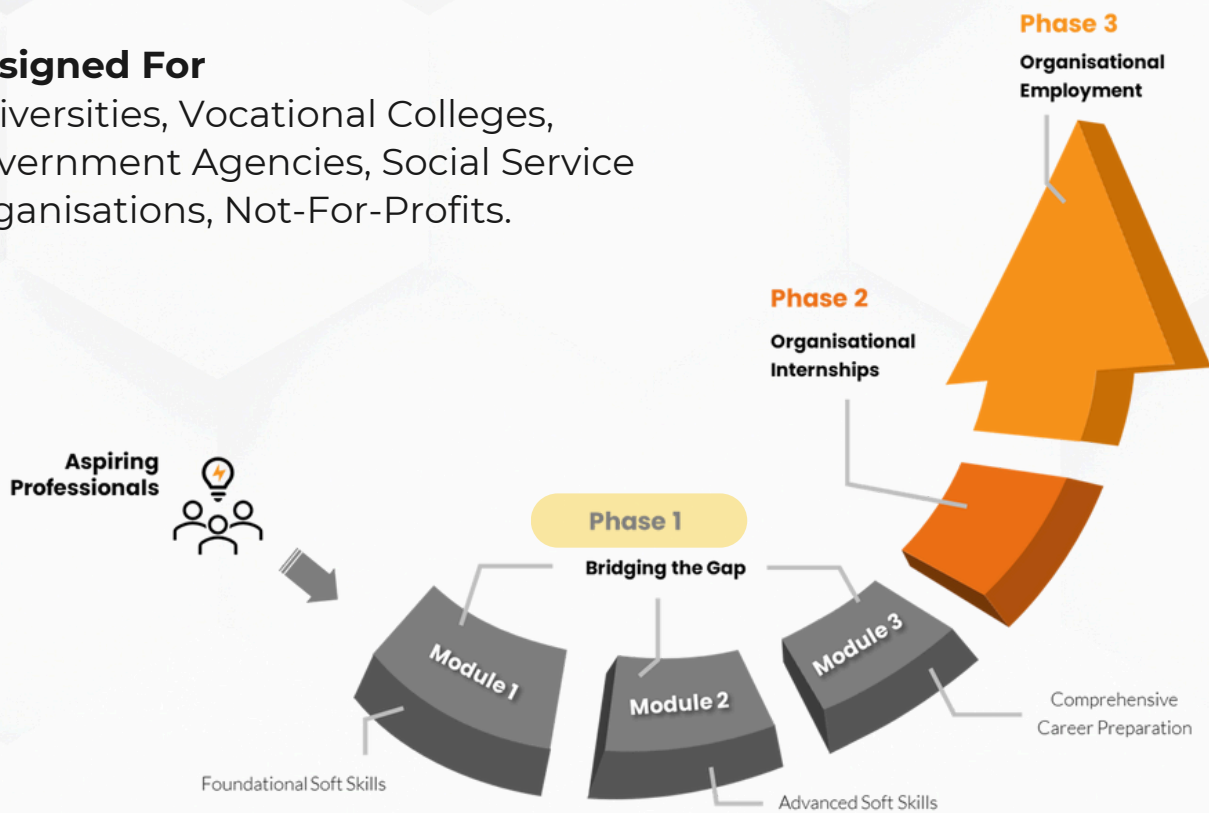 signed For
iversities, Vocational Colleges,
vernment Agencies, Social Service
ganisations, Not-For-Profits.
Phase 3
Organisational
Employment
Phase 2
Organisational
Internships
Aspiring
Professionals
Phase 1
Bridging the Gap
Module 1
Module 2
Module 3
Foundational Soft Skills
Advanced Soft Skills
Comprehensive
Career Preparation